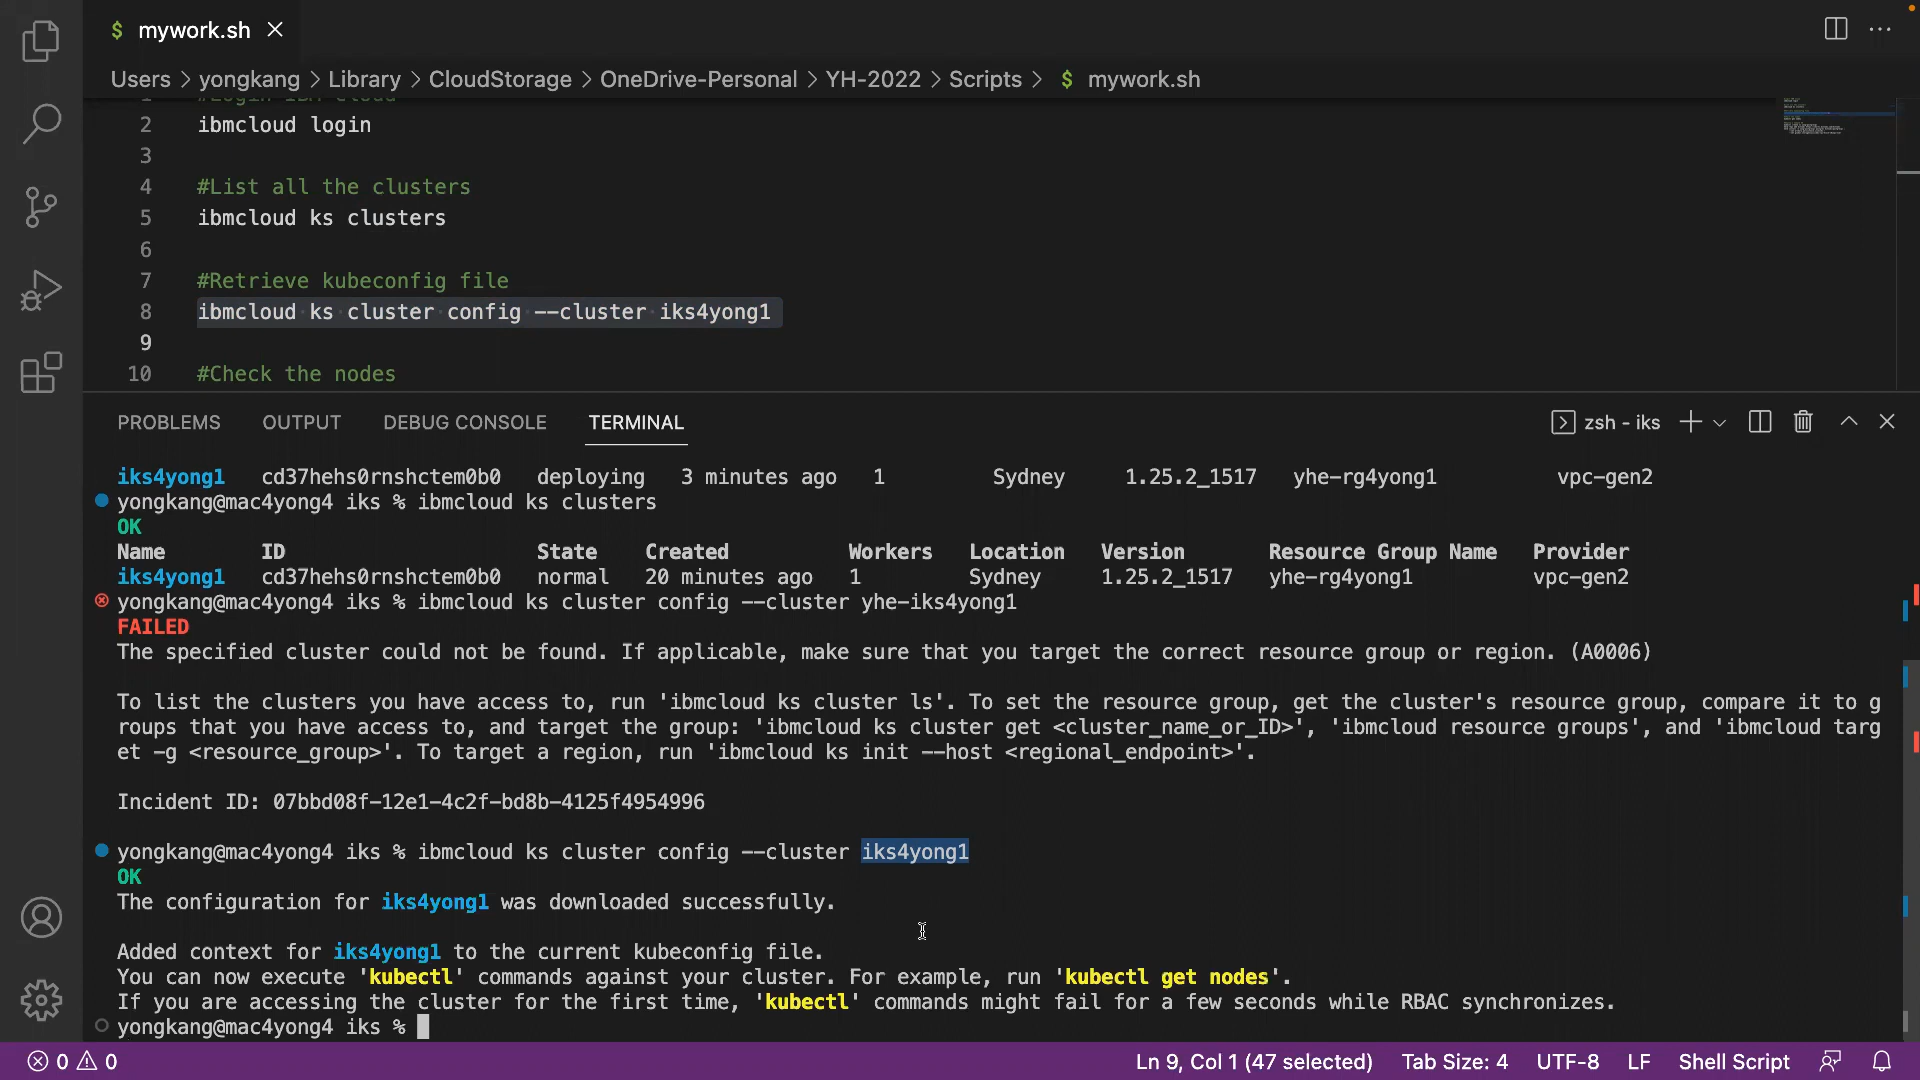 $ mywork.sh
Users > yongkang > Library > CloudStorage > OneDrive-Personal > YH-2022 > Scripts > $ mywork.sh
1 #Login IBM Cloud
2 ibmcloud login
3
4 #List all the clusters
5 ibmcloud ks clusters
6
7 #Retrieve kubeconfig file
8 ibmcloud ks cluster config --cluster iks4yong1
9
10 #Check the nodes
PROBLEMS OUTPUT DEBUG CONSOLE TERMINAL zsh - iks
iks4yong1 cd37hehs0rnshctem0b0 deploying 3 minutes ago 1 Sydney 1.25.2_1517 yhe-rg4yong1 vpc-gen2
yongkang@mac4yong4 iks % ibmcloud ks clusters
OK
Name ID State Created Workers Location Version Resource Group Name Provider
iks4yong1 cd37hehs0rnshctem0b0 normal 20 minutes ago 1 Sydney 1.25.2_1517 yhe-rg4yong1 vpc-gen2
yongkang@mac4yong4 iks % ibmcloud ks cluster config --cluster yhe-iks4yong1
FAILED
The specified cluster could not be found. If applicable, make sure that you target the correct resource group or region. (A0006)
To list the clusters you have access to, run 'ibmcloud ks cluster ls'. To set the resource group, get the cluster's resource group, compare it to g
roups that you have access to, and target the group: 'ibmcloud ks cluster get <cluster_name_or_ID>', 'ibmcloud resource groups', and 'ibmcloud targ
et -g <resource_group>'. To target a region, run 'ibmcloud ks init --host <regional_endpoint>'.
Incident ID: 07bbd08f-12e1-4c2f-bd8b-4125f4954996
yongkang@mac4yong4 iks % ibmcloud ks cluster config --cluster iks4yong1
OK
The configuration for iks4yong1 was downloaded successfully.
Added context for iks4yong1 to the current kubeconfig file.
You can now execute 'kubectl' commands against your cluster. For example, run 'kubectl get nodes'.
If you are accessing the cluster for the first time, 'kubectl' commands might fail for a few seconds while RBAC synchronizes.
yongkang@mac4yong4 iks %
0 0 Ln 9, Col 1 (47 selected) Tab Size: 4 UTF-8 LF Shell Script